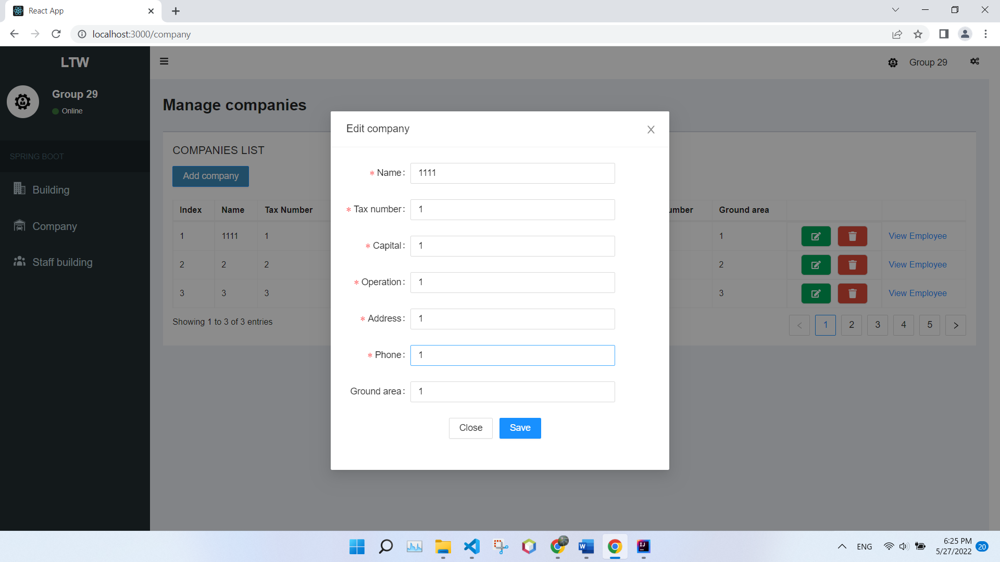 React App
localhost:3000/company
LTW
Group 29
Group 29
Online
Manage companies
SPRING BOOT
Building
Company
Staff building
COMPANIES LIST
Add company
Index Name Tax Number umber Ground area
1 1111 1 1 View Employee
2 2 2 2 View Employee
3 3 3 3 View Employee
Showing 1 to 3 of 3 entries
< 1 2 3 4 5 >
Edit company
* Name: 1111
* Tax number: 1
* Capital: 1
* Operation: 1
* Address: 1
* Phone: 1
Ground area: 1
Close Save
W
IJ
ENG
6:25 PM
5/27/2022
20